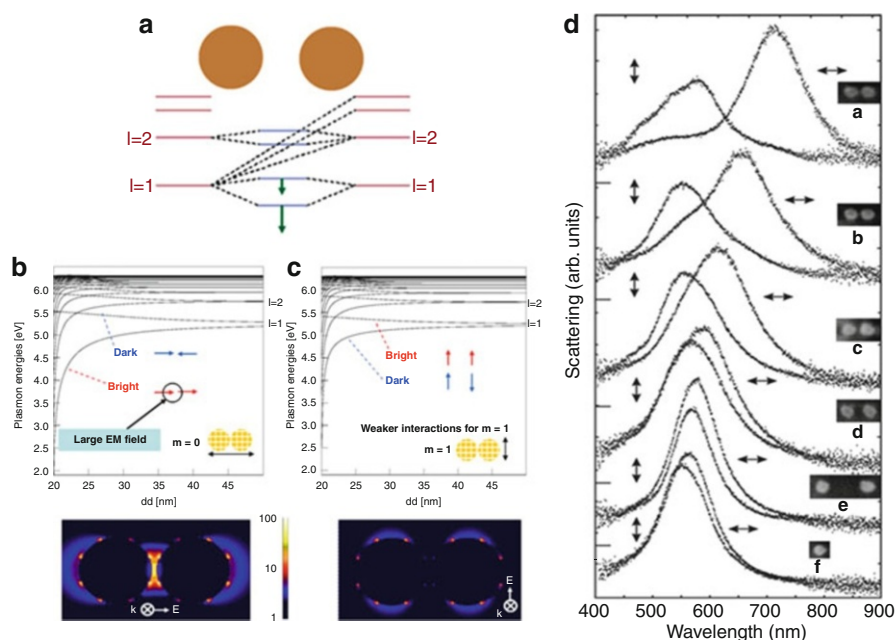 a
l=2 l=2
l=1 l=1
b
Plasmon energies [eV]
6.0
5.5
5.0
4.5
4.0
3.5
3.0
2.5
2.0
l=2
l=1
Dark
Bright
Large EM field
m = 0
20 25 30 35 40 45
dd [nm]
c
Plasmon energies [eV]
6.0
5.5
5.0
4.5
4.0
3.5
3.0
2.5
2.0
l=2
l=1
Bright
Dark
Weaker interactions for m = 1
m = 1
20 25 30 35 40 45
dd [nm]
k E
100
10
1
E
k
d
Scattering (arb. units)
a
b
c
d
e
f
400 500 600 700 800 900
Wavelength (nm)